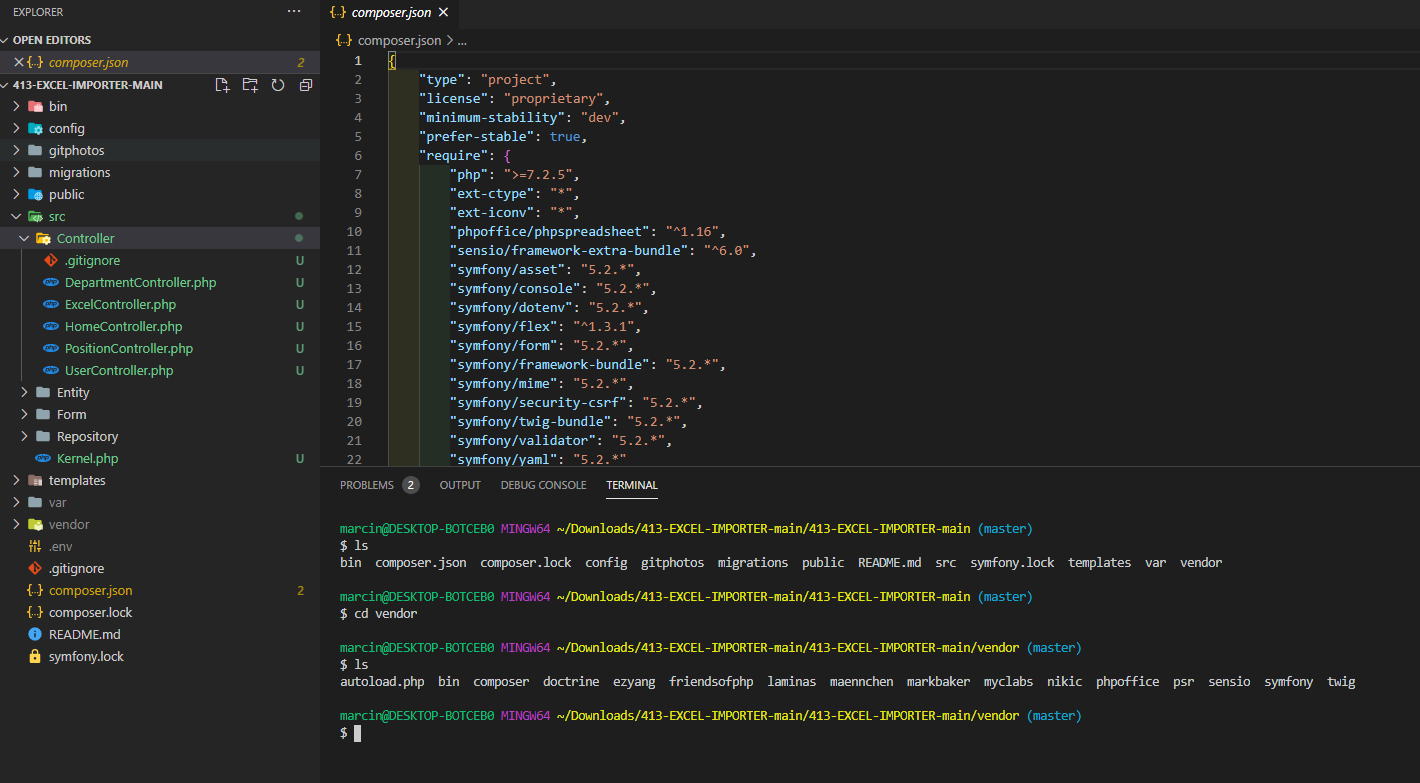 EXPLORER
···
OPEN EDITORS
composer.json 2
413-EXCEL-IMPORTER-MAIN
bin
config
gitphotos
migrations
public
src
Controller
.gitignore U
DepartmentController.php U
ExcelController.php U
HomeController.php U
PositionController.php U
UserController.php U
Entity
Form
Repository
Kernel.php U
templates
var
vendor
.env
.gitignore
composer.json 2
composer.lock
README.md
symfony.lock
{..} composer.json ×
{..} composer.json > ...
1 {
2 "type": "project",
3 "license": "proprietary",
4 "minimum-stability": "dev",
5 "prefer-stable": true,
6 "require": {
7 "php": ">=7.2.5",
8 "ext-ctype": "*",
9 "ext-iconv": "*",
10 "phpoffice/phpspreadsheet": "^1.16",
11 "sensio/framework-extra-bundle": "^6.0",
12 "symfony/asset": "5.2.*",
13 "symfony/console": "5.2.*",
14 "symfony/dotenv": "5.2.*",
15 "symfony/flex": "^1.3.1",
16 "symfony/form": "5.2.*",
17 "symfony/framework-bundle": "5.2.*",
18 "symfony/mime": "5.2.*",
19 "symfony/security-csrf": "5.2.*",
20 "symfony/twig-bundle": "5.2.*",
21 "symfony/validator": "5.2.*",
22 "symfony/yaml": "5.2.*"
PROBLEMS 2 OUTPUT DEBUG CONSOLE TERMINAL
marcin@DESKTOP-BOTCEB0 MINGW64 ~/Downloads/413-EXCEL-IMPORTER-main/413-EXCEL-IMPORTER-main (master)
$ ls
bin composer.json composer.lock config gitphotos migrations public README.md src symfony.lock templates var vendor
marcin@DESKTOP-BOTCEB0 MINGW64 ~/Downloads/413-EXCEL-IMPORTER-main/413-EXCEL-IMPORTER-main (master)
$ cd vendor
marcin@DESKTOP-BOTCEB0 MINGW64 ~/Downloads/413-EXCEL-IMPORTER-main/413-EXCEL-IMPORTER-main/vendor (master)
$ ls
autoload.php bin composer doctrine ezyang friendsofphp laminas maennchen markbaker myclabs nikic phpoffice psr sensio symfony twig
marcin@DESKTOP-BOTCEB0 MINGW64 ~/Downloads/413-EXCEL-IMPORTER-main/413-EXCEL-IMPORTER-main/vendor (master)
$